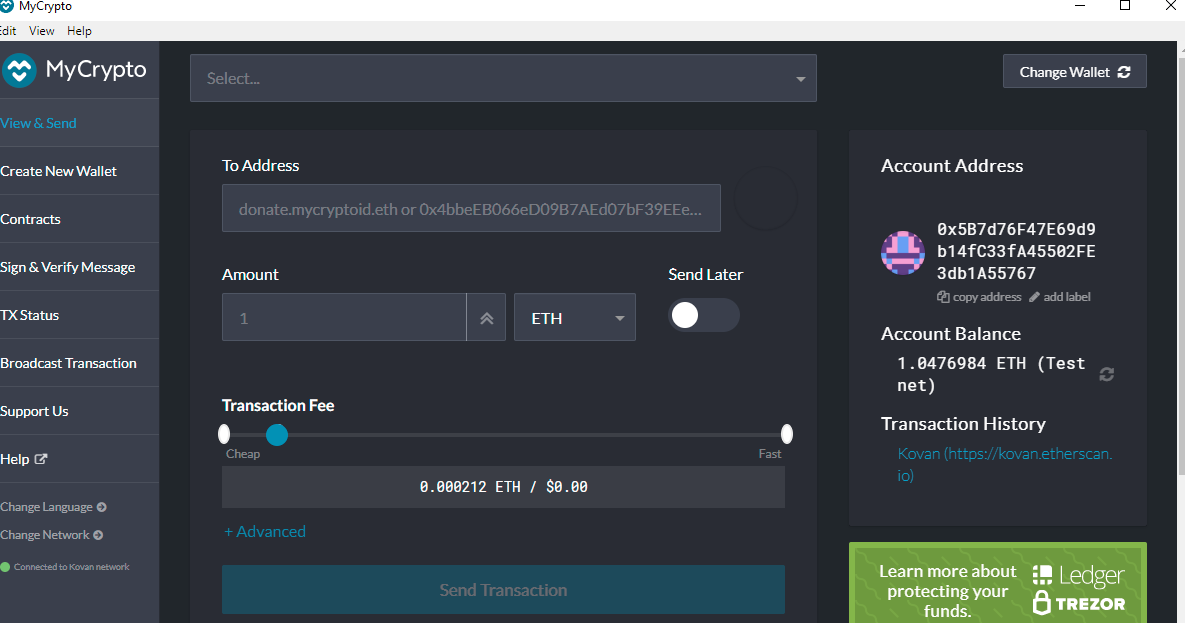 MyCrypto
Edit View Help
MyCrypto
View & Send
Create New Wallet
Contracts
Sign & Verify Message
TX Status
Broadcast Transaction
Support Us
Help
Change Language
Change Network
Connected to Kovan network
Select...
Change Wallet
To Address
donate.mycryptoid.eth or 0x4bbeEB066eD09B7AEd07bF39EEe...
Amount
Send Later
1
ETH
Transaction Fee
Cheap
Fast
0.000212 ETH / $0.00
+ Advanced
Send Transaction
Account Address
0x5B7d76F47E69d9
b14fC33fA45502FE
3db1A55767
copy address add label
Account Balance
1.0476984 ETH (Test
net)
Transaction History
Kovan (https://kovan.etherscan.
io)
Learn more about
protecting your
funds.
Ledger
TREZOR